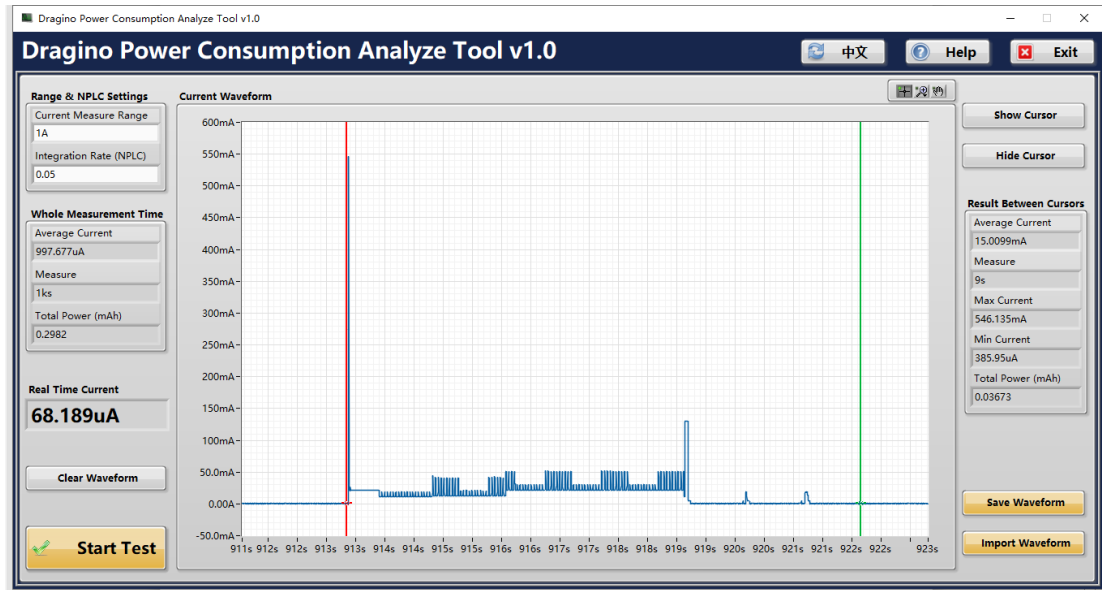 Dragino Power Consumption Analyze Tool v1.0
Dragino Power Consumption Analyze Tool v1.0
中文
Help
Exit
Range & NPLC Settings
Current Measure Range
1A
Integration Rate (NPLC)
0.05
Whole Measurement Time
Average Current
997.677uA
Measure
1ks
Total Power (mAh)
0.2982
Real Time Current
68.189uA
Clear Waveform
Start Test
Current Waveform
600mA-
550mA-
500mA-
450mA-
400mA-
350mA-
300mA-
250mA-
200mA-
150mA-
100mA-
50.0mA-
0.00A-
-50.0mA-
911s 912s 912s 913s 913s 914s 914s 915s 915s 916s 916s 917s 917s 918s 918s 919s 919s 920s 920s 921s 921s 922s 922s 923s
Show Cursor
Hide Cursor
Result Between Cursors
Average Current
15.0099mA
Measure
9s
Max Current
546.135mA
Min Current
385.95uA
Total Power (mAh)
0.03673
Save Waveform
Import Waveform